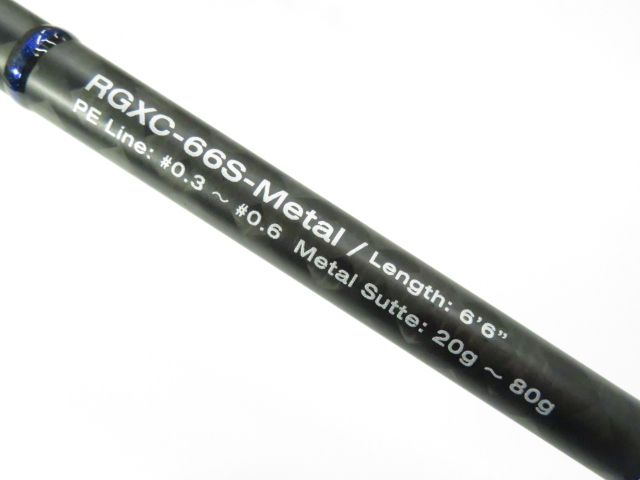 RGXC-66S-Metal / Length: 6'6”
PE Line: #0.3 ～ #0.6 Metal Sutte: 20g ～ 80g